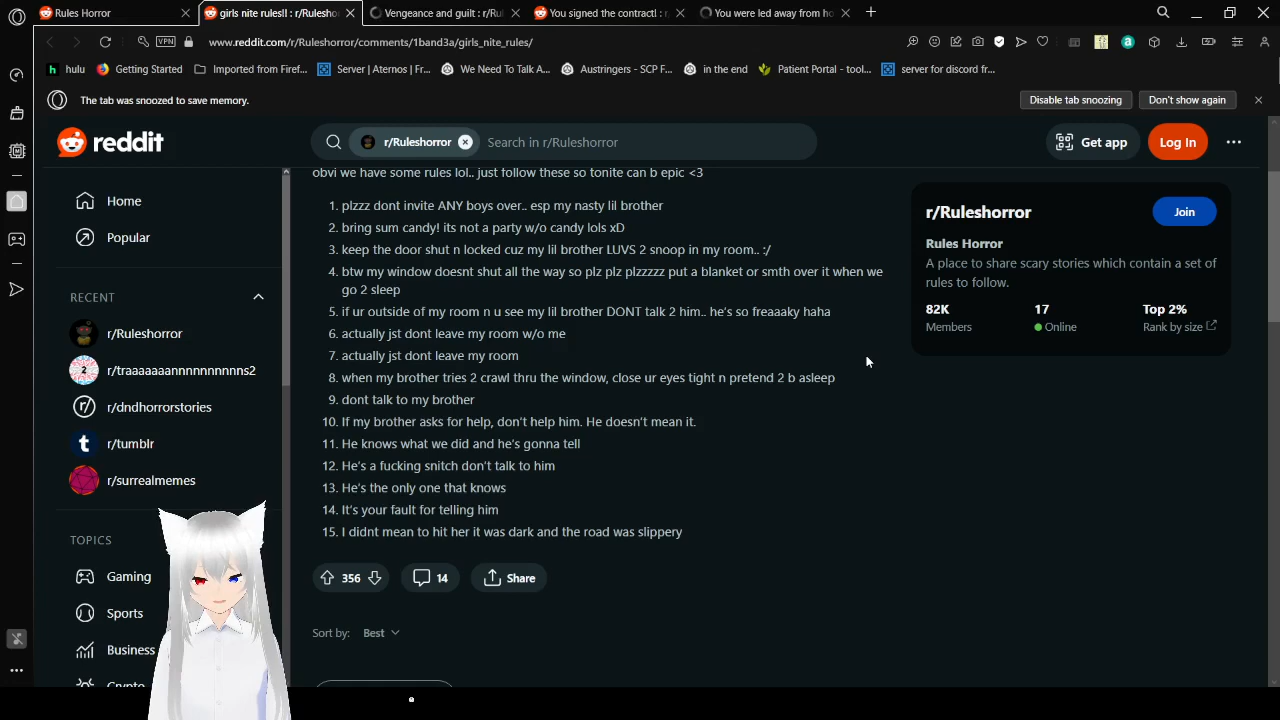 Rules Horror
girls nite rules!! : r/Rulesho
Vengeance and guilt : r/Ru
You signed the contract! : r
You were led away from ho
VPN
www.reddit.com/r/Ruleshorror/comments/1band3a/girls_nite_rules/
hulu
Getting Started
Imported from Firef...
Server | Aternos | Fr...
We Need To Talk A...
Austringers - SCP F...
in the end
Patient Portal - tool...
server for discord fr...
The tab was snoozed to save memory.
Disable tab snoozing
Don't show again
reddit
r/Ruleshorror
Search in r/Ruleshorror
Get app
Log In
Home
Popular
RECENT
r/Ruleshorror
r/traaaaaaannnnnnnnnns2
r/dndhorrorstories
r/tumblr
r/surrealmemes
TOPICS
Gaming
Sports
Business
Crypto
obvi we have some rules lol.. just follow these so tonite can b epic <3
1. plzzz dont invite ANY boys over.. esp my nasty lil brother
2. bring sum candy! its not a party w/o candy lols xD
3. keep the door shut n locked cuz my lil brother LUVS 2 snoop in my room.. :/
4. btw my window doesnt shut all the way so plz plz plzzzzz put a blanket or smth over it when we
go 2 sleep
5. if ur outside of my room n u see my lil brother DONT talk 2 him.. he's so freaaaky haha
6. actually jst dont leave my room w/o me
7. actually jst dont leave my room
8. when my brother tries 2 crawl thru the window, close ur eyes tight n pretend 2 b asleep
9. dont talk to my brother
10. If my brother asks for help, don't help him. He doesn't mean it.
11. He knows what we did and he's gonna tell
12. He's a fucking snitch don't talk to him
13. He's the only one that knows
14. It's your fault for telling him
15. I didnt mean to hit her it was dark and the road was slippery
356
14
Share
Sort by:
Best
r/Ruleshorror
Join
Rules Horror
A place to share scary stories which contain a set of
rules to follow.
82K
17
Top 2%
Members
Online
Rank by size